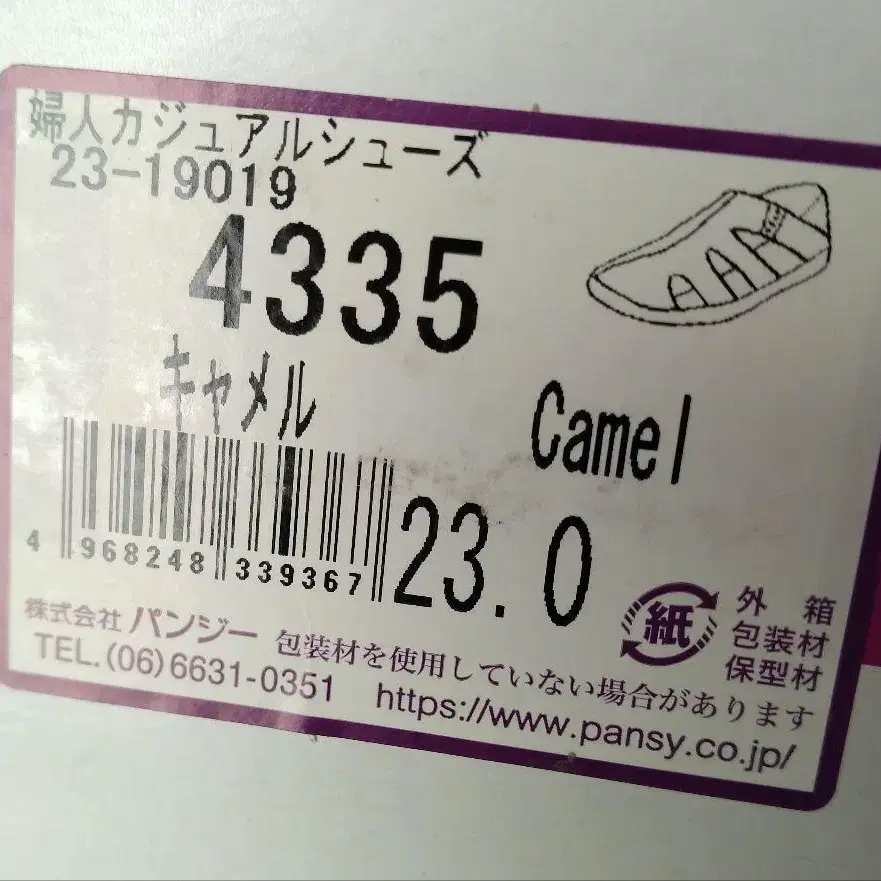 婦人カジュアルシューズ
23-19019
4335
キャメル
Camel
4 968248 339367
23.0
紙
外箱
包装材
保型材
株式会社 パンジー
包装材を使用していない場合があります
TEL.(06)6631-0351
https://www.pansy.co.jp/